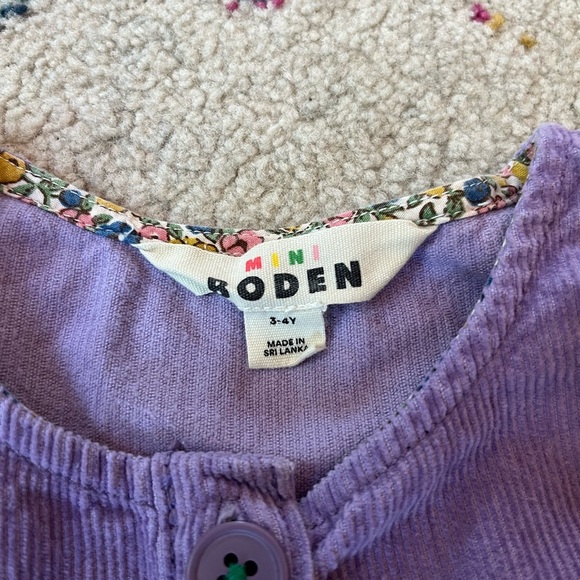 MINI
BODEN
3-4Y
MADE IN
SRI LANKA